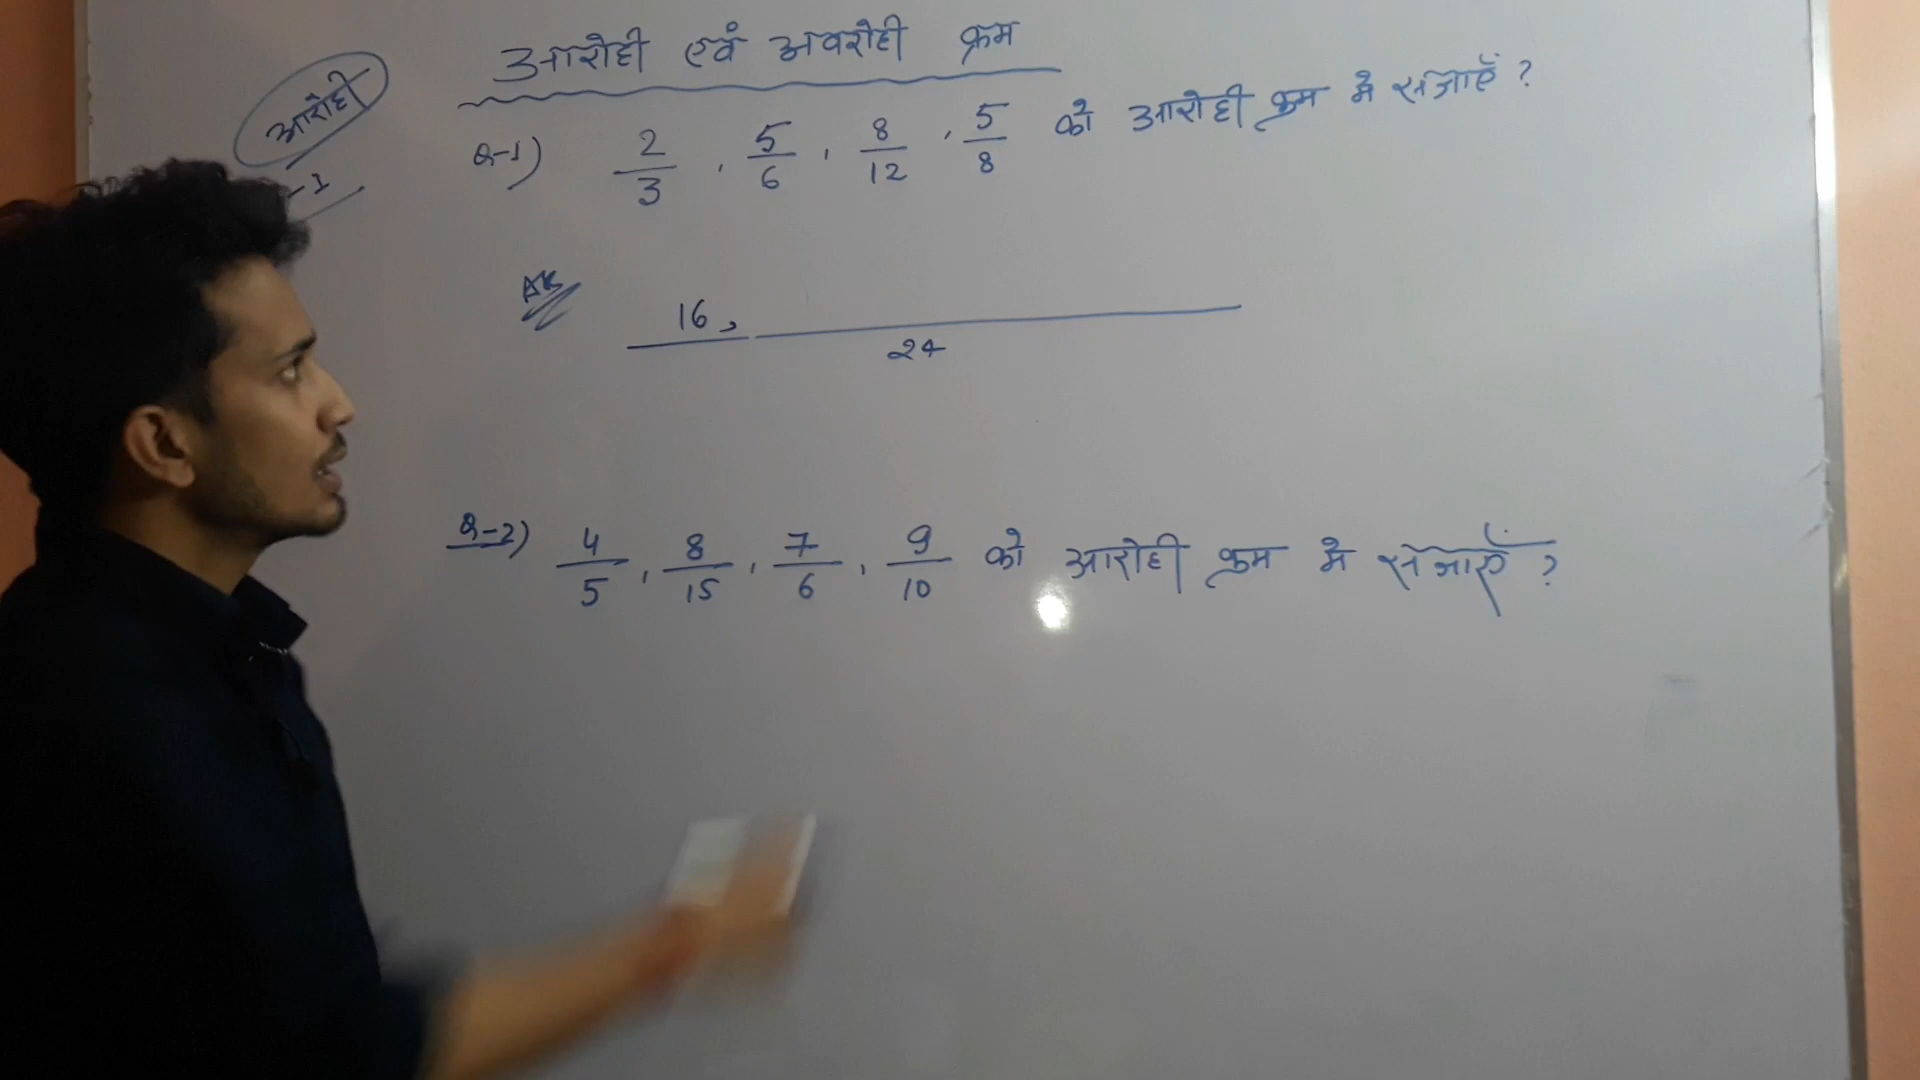 आरोही एवं अवरोही क्रम
आरोही
-1
Q-1) 2/3 , 5/6 , 8/12 , 5/8 को आरोही क्रम मे सजाएँ ?
16,
24
Q-2) 4/5 , 8/15 , 7/6 , 9/10 को आरोही क्रम मे सजाएँ ?